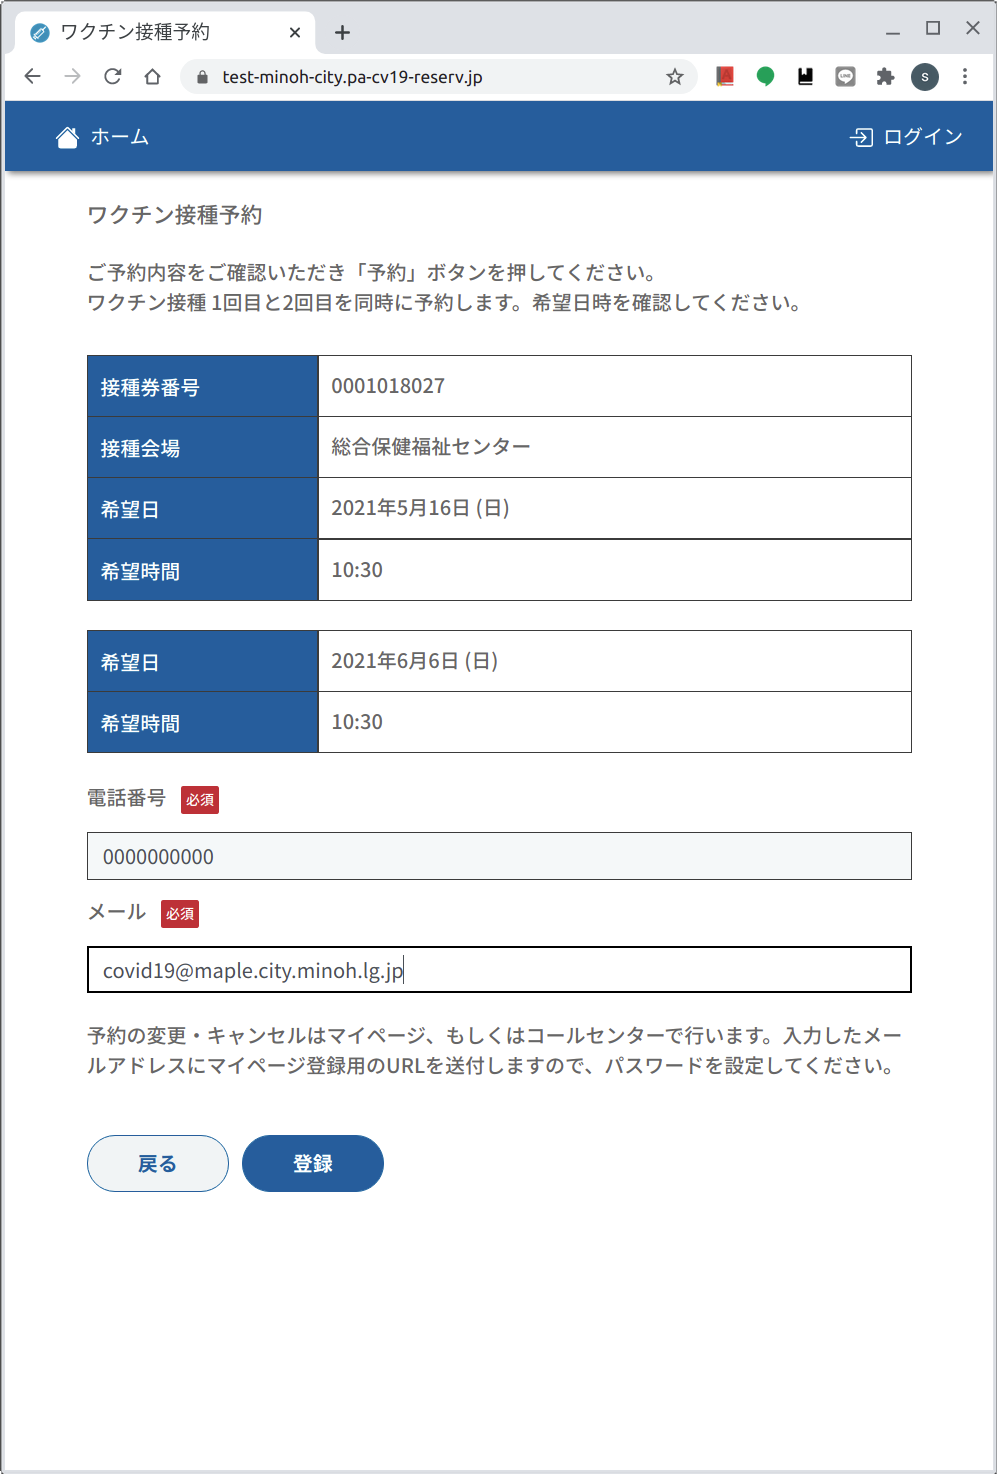 ワクチン接種予約
test-minoh-city.pa-cv19-reserv.jp
S
ホーム
ログイン
ワクチン接種予約
ご予約内容をご確認いただき「予約」ボタンを押してください。
ワクチン接種 1回目と2回目を同時に予約します。希望日時を確認してください。
接種券番号 0001018027
接種会場 総合保健福祉センター
希望日 2021年5月16日 (日)
希望時間 10:30
希望日 2021年6月6日 (日)
希望時間 10:30
電話番号 必須
0000000000
メール 必須
covid19@maple.city.minoh.lg.jp
予約の変更・キャンセルはマイページ、もしくはコールセンターで行います。入力したメー
ルアドレスにマイページ登録用のURLを送付しますので、パスワードを設定してください。
戻る 登録